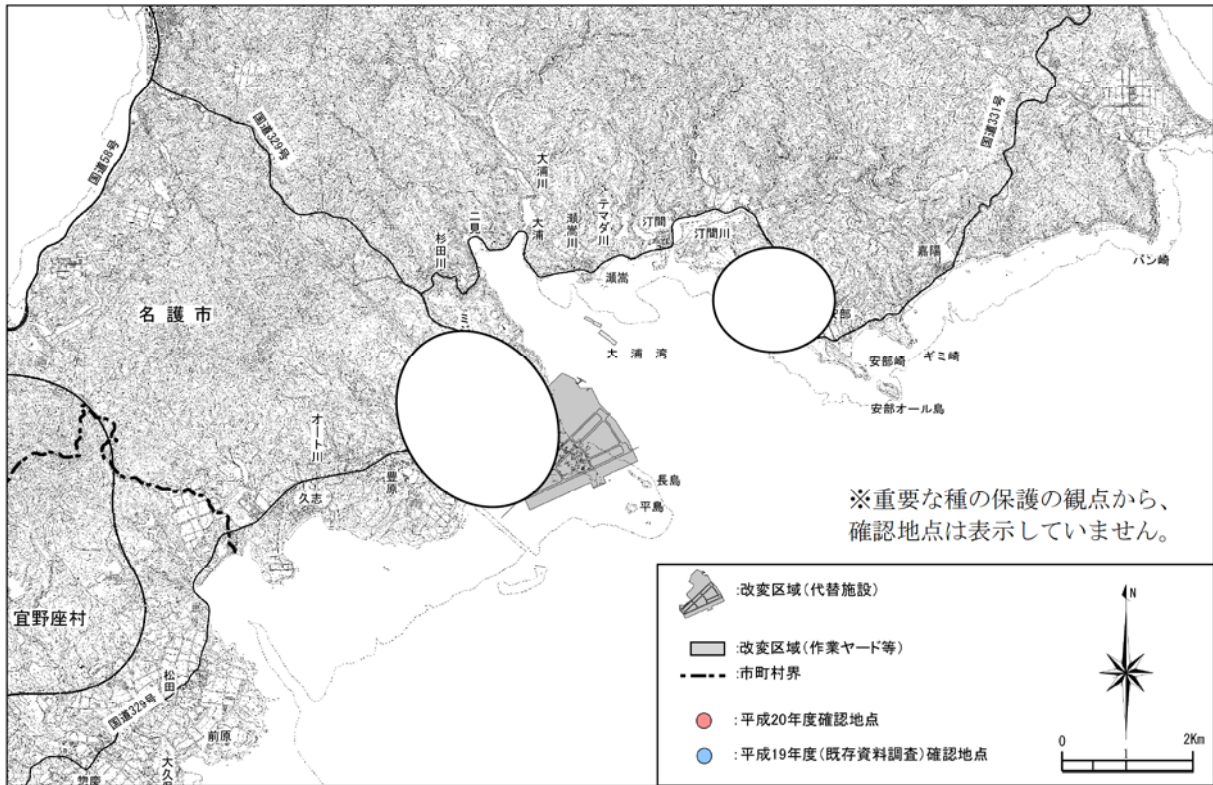 国道58号
国道329号
国道331号
大浦川
大浦
二見
杉田川
瀬嵩川
テマダ川
汀間
汀間川
瀬嵩
嘉陽
バン崎
名護市
大浦湾
安部
安部崎
ギミ崎
安部オール島
オート川
久志
豊原
長島
平島
※重要な種の保護の観点から、
確認地点は表示していません。
宜野座村
松田
国道329号
前原
惣慶
:改変区域(代替施設)
:改変区域(作業ヤード等)
:市町村界
:平成20年度確認地点
:平成19年度(既存資料調査)確認地点
N
0 2Km